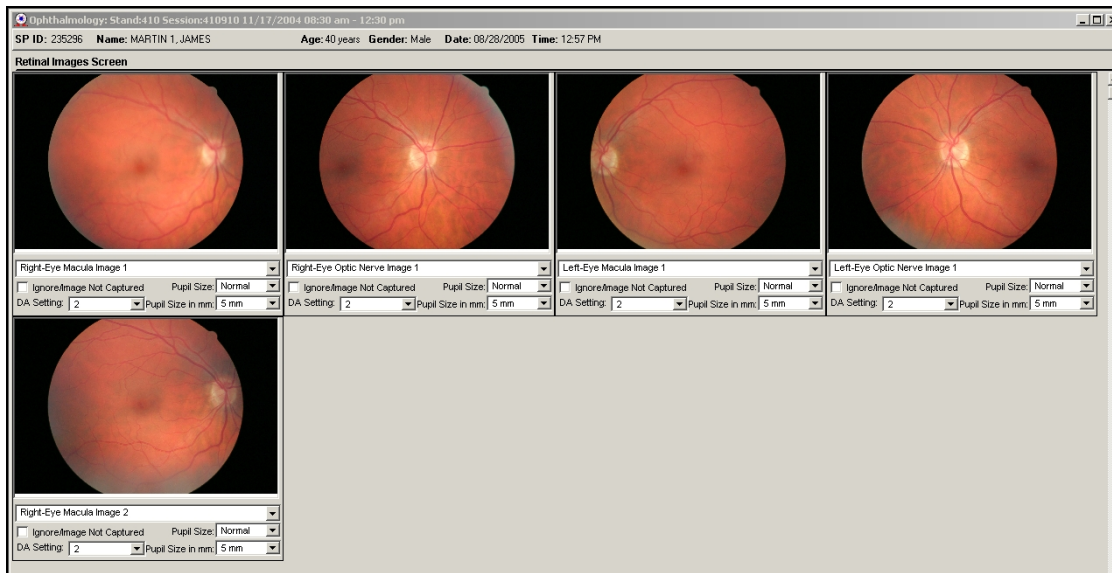 Ophthalmology: Stand:410 Session:410910 11/17/2004 08:30 am - 12:30 pm
SP ID: 235296 Name: MARTIN 1, JAMES Age: 40 years Gender: Male Date: 08/28/2005 Time: 12:57 PM
Retinal Images Screen
Right-Eye Macula Image 1
Ignore/Image Not Captured Pupil Size: Normal
DA Setting: 2 Pupil Size in mm: 5 mm
Right-Eye Optic Nerve Image 1
Ignore/Image Not Captured Pupil Size: Normal
DA Setting: 2 Pupil Size in mm: 5 mm
Left-Eye Macula Image 1
Ignore/Image Not Captured Pupil Size: Normal
DA Setting: 2 Pupil Size in mm: 5 mm
Left-Eye Optic Nerve Image 1
Ignore/Image Not Captured Pupil Size: Normal
DA Setting: 2 Pupil Size in mm: 5 mm
Right-Eye Macula Image 2
Ignore/Image Not Captured Pupil Size: Normal
DA Setting: 2 Pupil Size in mm: 5 mm